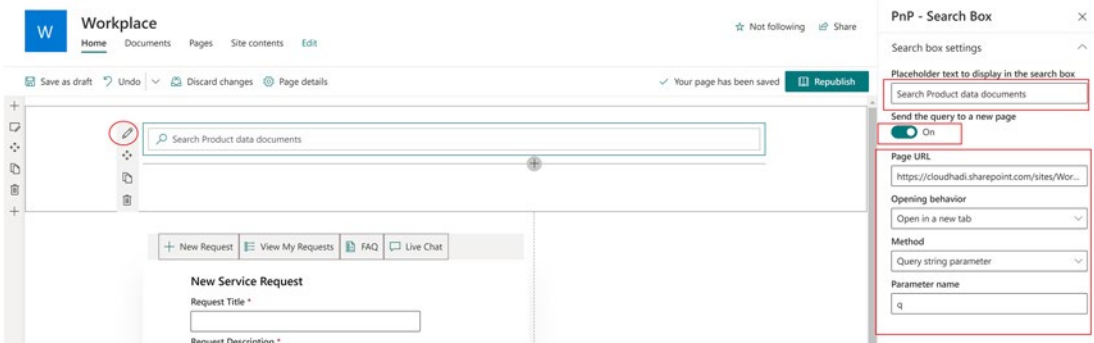 W
Workplace
Home Documents Pages Site contents Edit
Not following Share
Save as draft Undo Discard changes Page details
Your page has been saved Republish
Search Product data documents
New Request View My Requests FAQ Live Chat
New Service Request
Request Title *
Request Description *
PnP - Search Box
Search box settings
Placeholder text to display in the search box
Search Product data documents
Send the query to a new page
On
Page URL
https://cloudhadi.sharepoint.com/sites/Wor...
Opening behavior
Open in a new tab
Method
Query string parameter
Parameter name
q